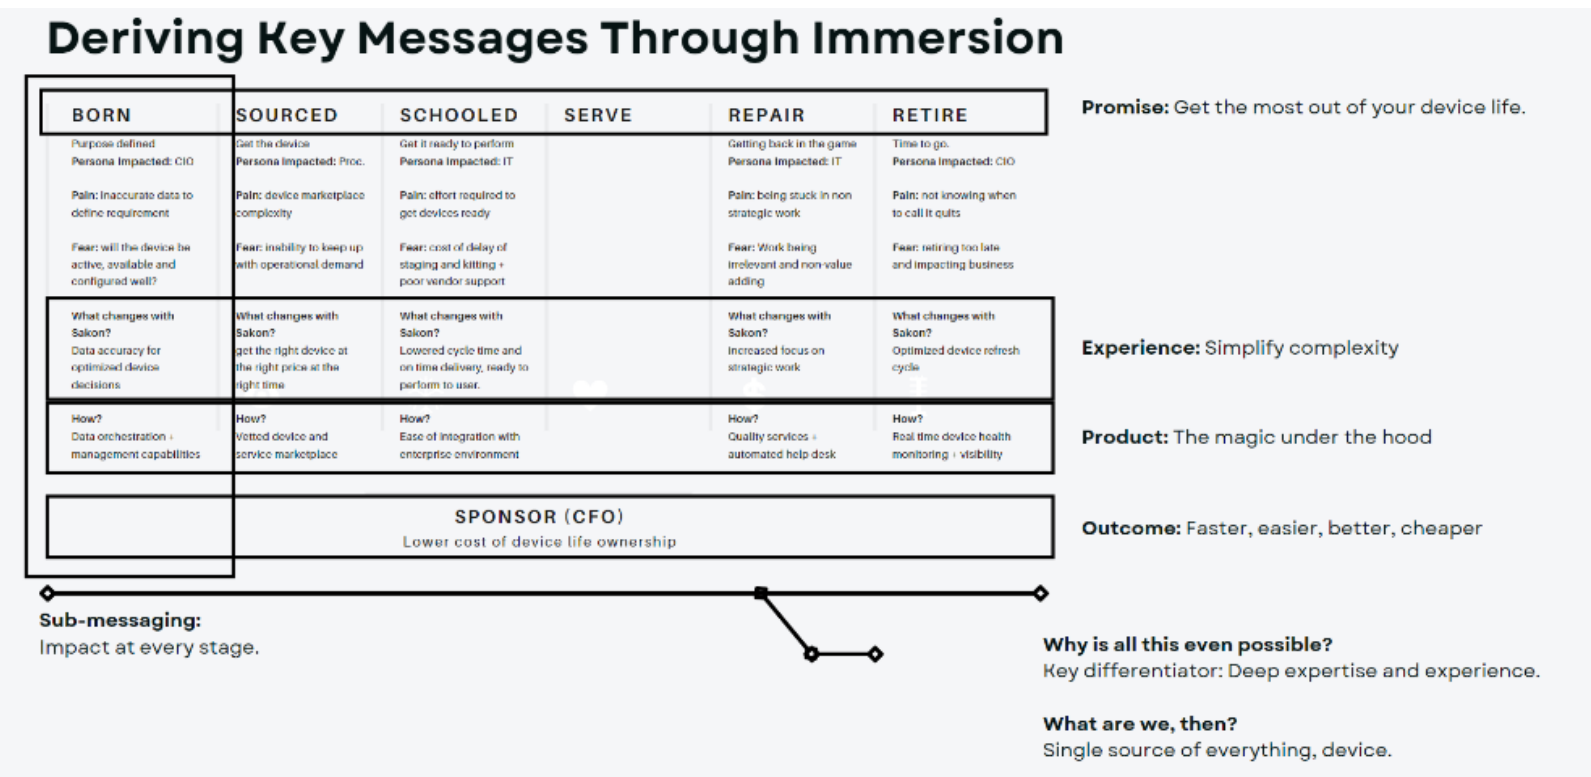 Deriving Key Messages Through Immersion
BORN
Purpose defined
Persona Impacted: CIO
Pain: inaccurate data to
define requirement
Fear: will the device be
active, available and
configured well?
What changes with
Sakon?
Data accuracy for
optimized device
decisions
How?
Data orchestration +
management capabilities
SOURCED
Get the device
Persona Impacted: Proc.
Pain: device marketplace
complexity
Fear: inability to keep up
with operational demand
What changes with
Sakon?
get the right device at
the right price at the
right time
How?
Vetted device and
service marketplace
SCHOOLED
Get it ready to perform
Persona Impacted: IT
Pain: effort required to
get devices ready
Fear: cost of delay of
staging and kitting +
poor vendor support
What changes with
Sakon?
Lowered cycle time and
on time delivery, ready to
perform to user.
How?
Ease of integration with
enterprise environment
SERVE
REPAIR
Getting back in the game
Persona Impacted: IT
Pain: being stuck in non
strategic work
Fear: Work being
irrelevant and non-value
adding
What changes with
Sakon?
Increased focus on
strategic work
How?
Quality services +
automated help desk
RETIRE
Time to go.
Persona Impacted: CIO
Pain: not knowing when
to call it quits
Fear: retiring too late
and impacting business
What changes with
Sakon?
Optimized device refresh
cycle
How?
Real time device health
monitoring + visibility
SPONSOR (CFO)
Lower cost of device life ownership
Promise: Get the most out of your device life.
Experience: Simplify complexity
Product: The magic under the hood
Outcome: Faster, easier, better, cheaper
Sub-messaging:
Impact at every stage.
Why is all this even possible?
Key differentiator: Deep expertise and experience.
What are we, then?
Single source of everything, device.